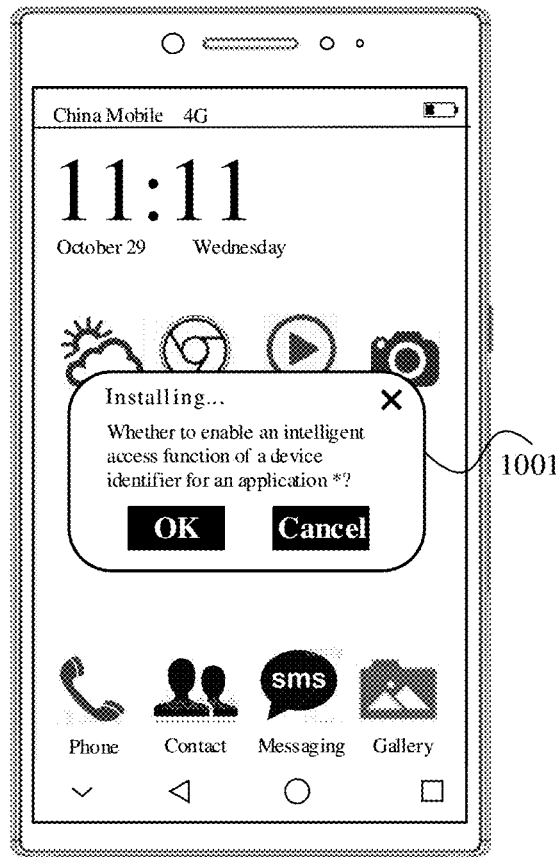 China Mobile 4G
11:11
October 29 Wednesday
Installing...
Whether to enable an intelligent
access function of a device
identifier for an application *?
OK Cancel
1001
sms
Phone Contact Messaging Gallery